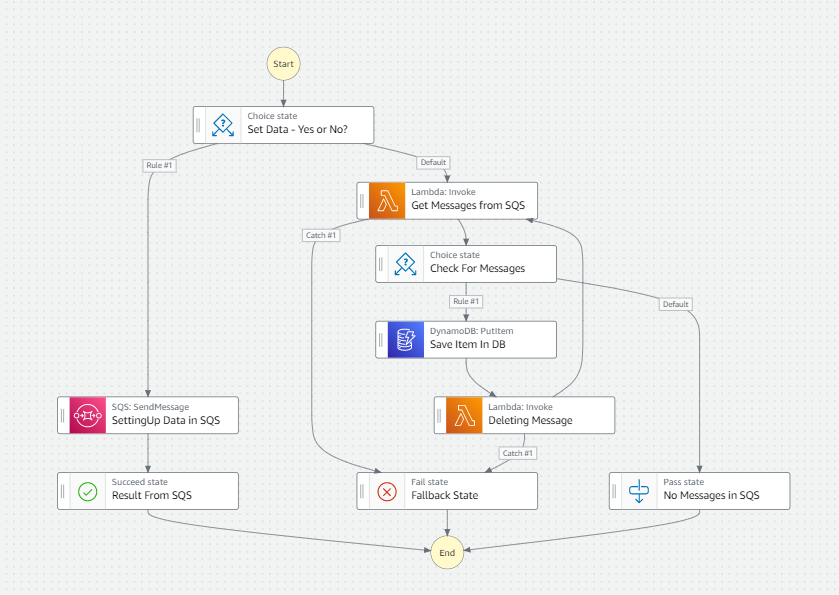 Start
Choice state
Set Data - Yes or No?
Rule #1
Default
Lambda: Invoke
Get Messages from SQS
Catch #1
Choice state
Check For Messages
Rule #1
Default
DynamoDB: PutItem
Save Item In DB
SQS: SendMessage
SettingUp Data in SQS
Lambda: Invoke
Deleting Message
Catch #1
Succeed state
Result From SQS
Fail state
Fallback State
Pass state
No Messages in SQS
End